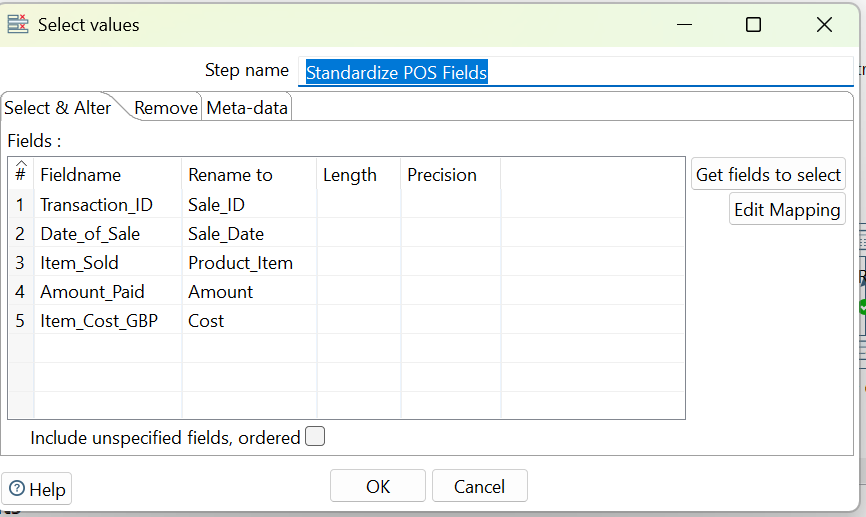 Select values
Step name Standardize POS Fields
Select & Alter Remove Meta-data
Fields :
# Fieldname Rename to Length Precision
Get fields to select
1 Transaction_ID Sale_ID
Edit Mapping
2 Date_of_Sale Sale_Date
3 Item_Sold Product_Item
4 Amount_Paid Amount
5 Item_Cost_GBP Cost
Include unspecified fields, ordered
Help OK Cancel